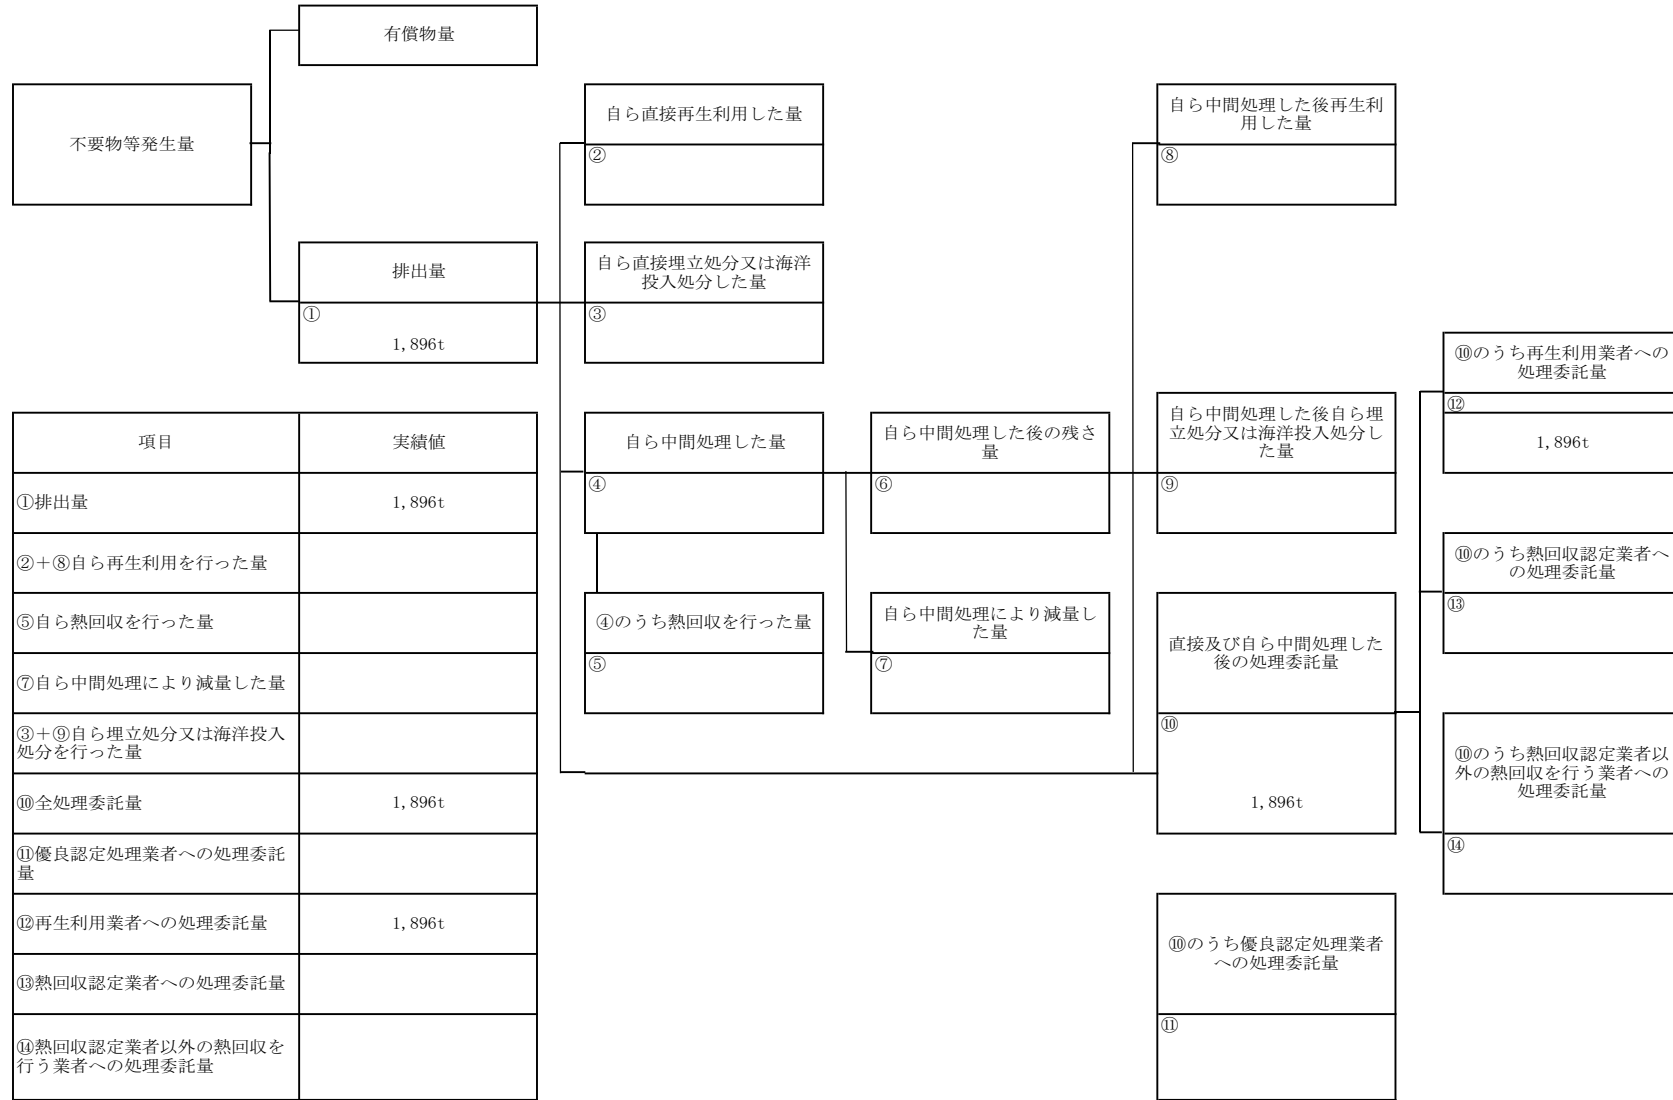 有償物量
不要物等発生量
自ら直接再生利用した量
②
自ら中間処理した後再生利
用した量
⑧
排出量
①
1,896t
自ら直接埋立処分又は海洋
投入処分した量
③
⑩のうち再生利用業者への
処理委託量
⑫
1,896t
自ら中間処理した量
④
自ら中間処理した後の残さ
量
⑥
自ら中間処理した後自ら埋
立処分又は海洋投入処分し
た量
⑨
⑩のうち熱回収認定業者へ
の処理委託量
⑬
④のうち熱回収を行った量
⑤
自ら中間処理により減量し
た量
⑦
直接及び自ら中間処理した
後の処理委託量
⑩
1,896t
⑩のうち熱回収認定業者以
外の熱回収を行う業者への
処理委託量
⑭
⑩のうち優良認定処理業者
への処理委託量
⑪
項目 実績値
①排出量 1,896t
②+⑧自ら再生利用を行った量
⑤自ら熱回収を行った量
⑦自ら中間処理により減量した量
③+⑨自ら埋立処分又は海洋投入
処分を行った量
⑩全処理委託量 1,896t
⑪優良認定処理業者への処理委託
量
⑫再生利用業者への処理委託量 1,896t
⑬熱回収認定業者への処理委託量
⑭熱回収認定業者以外の熱回収を
行う業者への処理委託量